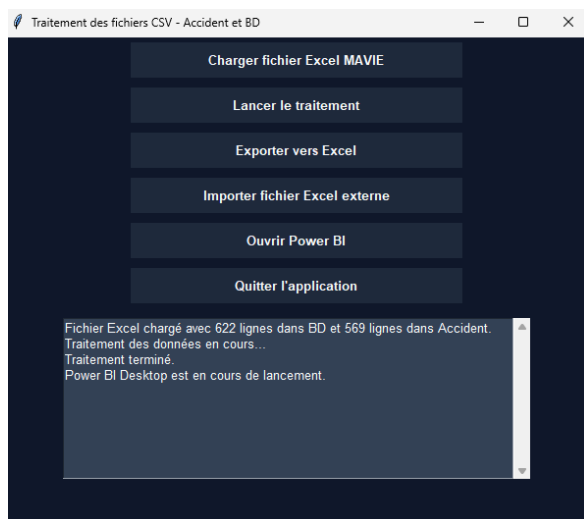 Traitement des fichiers CSV - Accident et BD
Charger fichier Excel MAVIE
Lancer le traitement
Exporter vers Excel
Importer fichier Excel externe
Ouvrir Power BI
Quitter l'application
Fichier Excel chargé avec 622 lignes dans BD et 569 lignes dans Accident.
Traitement des données en cours...
Traitement terminé.
Power BI Desktop est en cours de lancement.